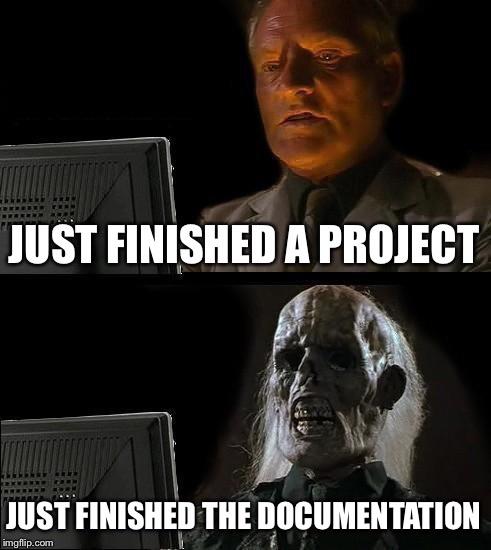 JUST FINISHED A PROJECT
JUST FINISHED THE DOCUMENTATION
imgflip.com